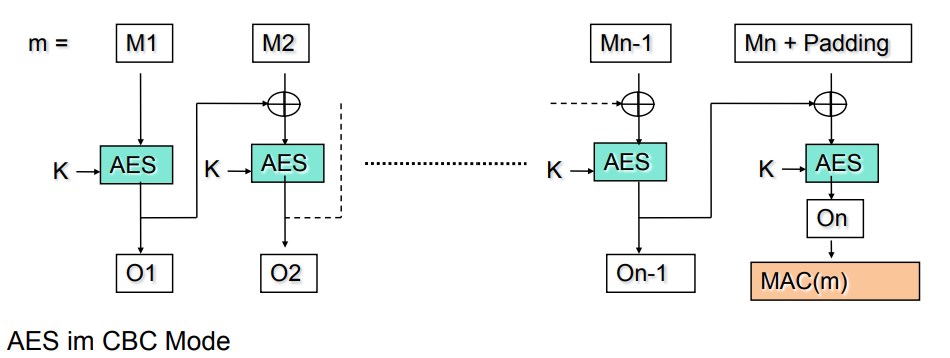 m =
M1
M2
Mn-1
Mn + Padding
K
AES
K
AES
K
AES
K
AES
On
O1
O2
On-1
MAC(m)
AES im CBC Mode